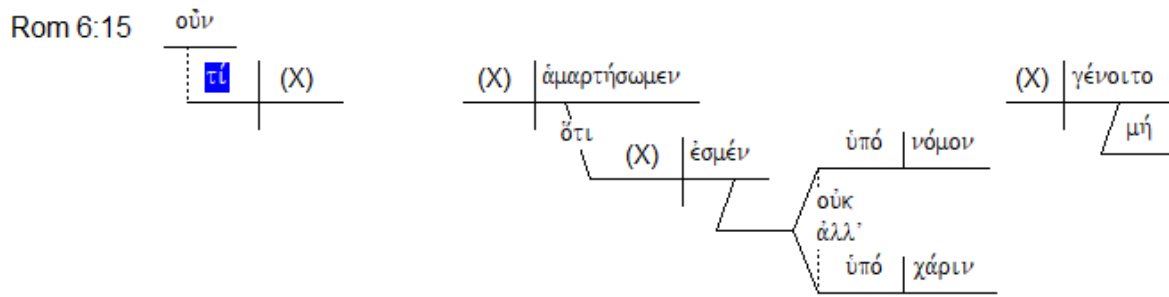 Rom 6:15 οὖν
τί (X) (X) ἁμαρτήσωμεν (X) γένοιτο
ὅτι (X) ἐσμέν ὑπό νόμον μή
οὐκ
ἀλλ’
ὑπό χάριν